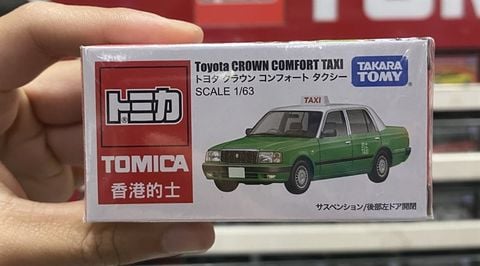 Toyota CROWN COMFORT TAXI
トヨタ クラウン コンフォート タクシー
SCALE 1/63
TAKARA
TOMY
トミカ
TOMICA
香港的士
TAXI
サスペンション/後部左ドア開閉
TOM